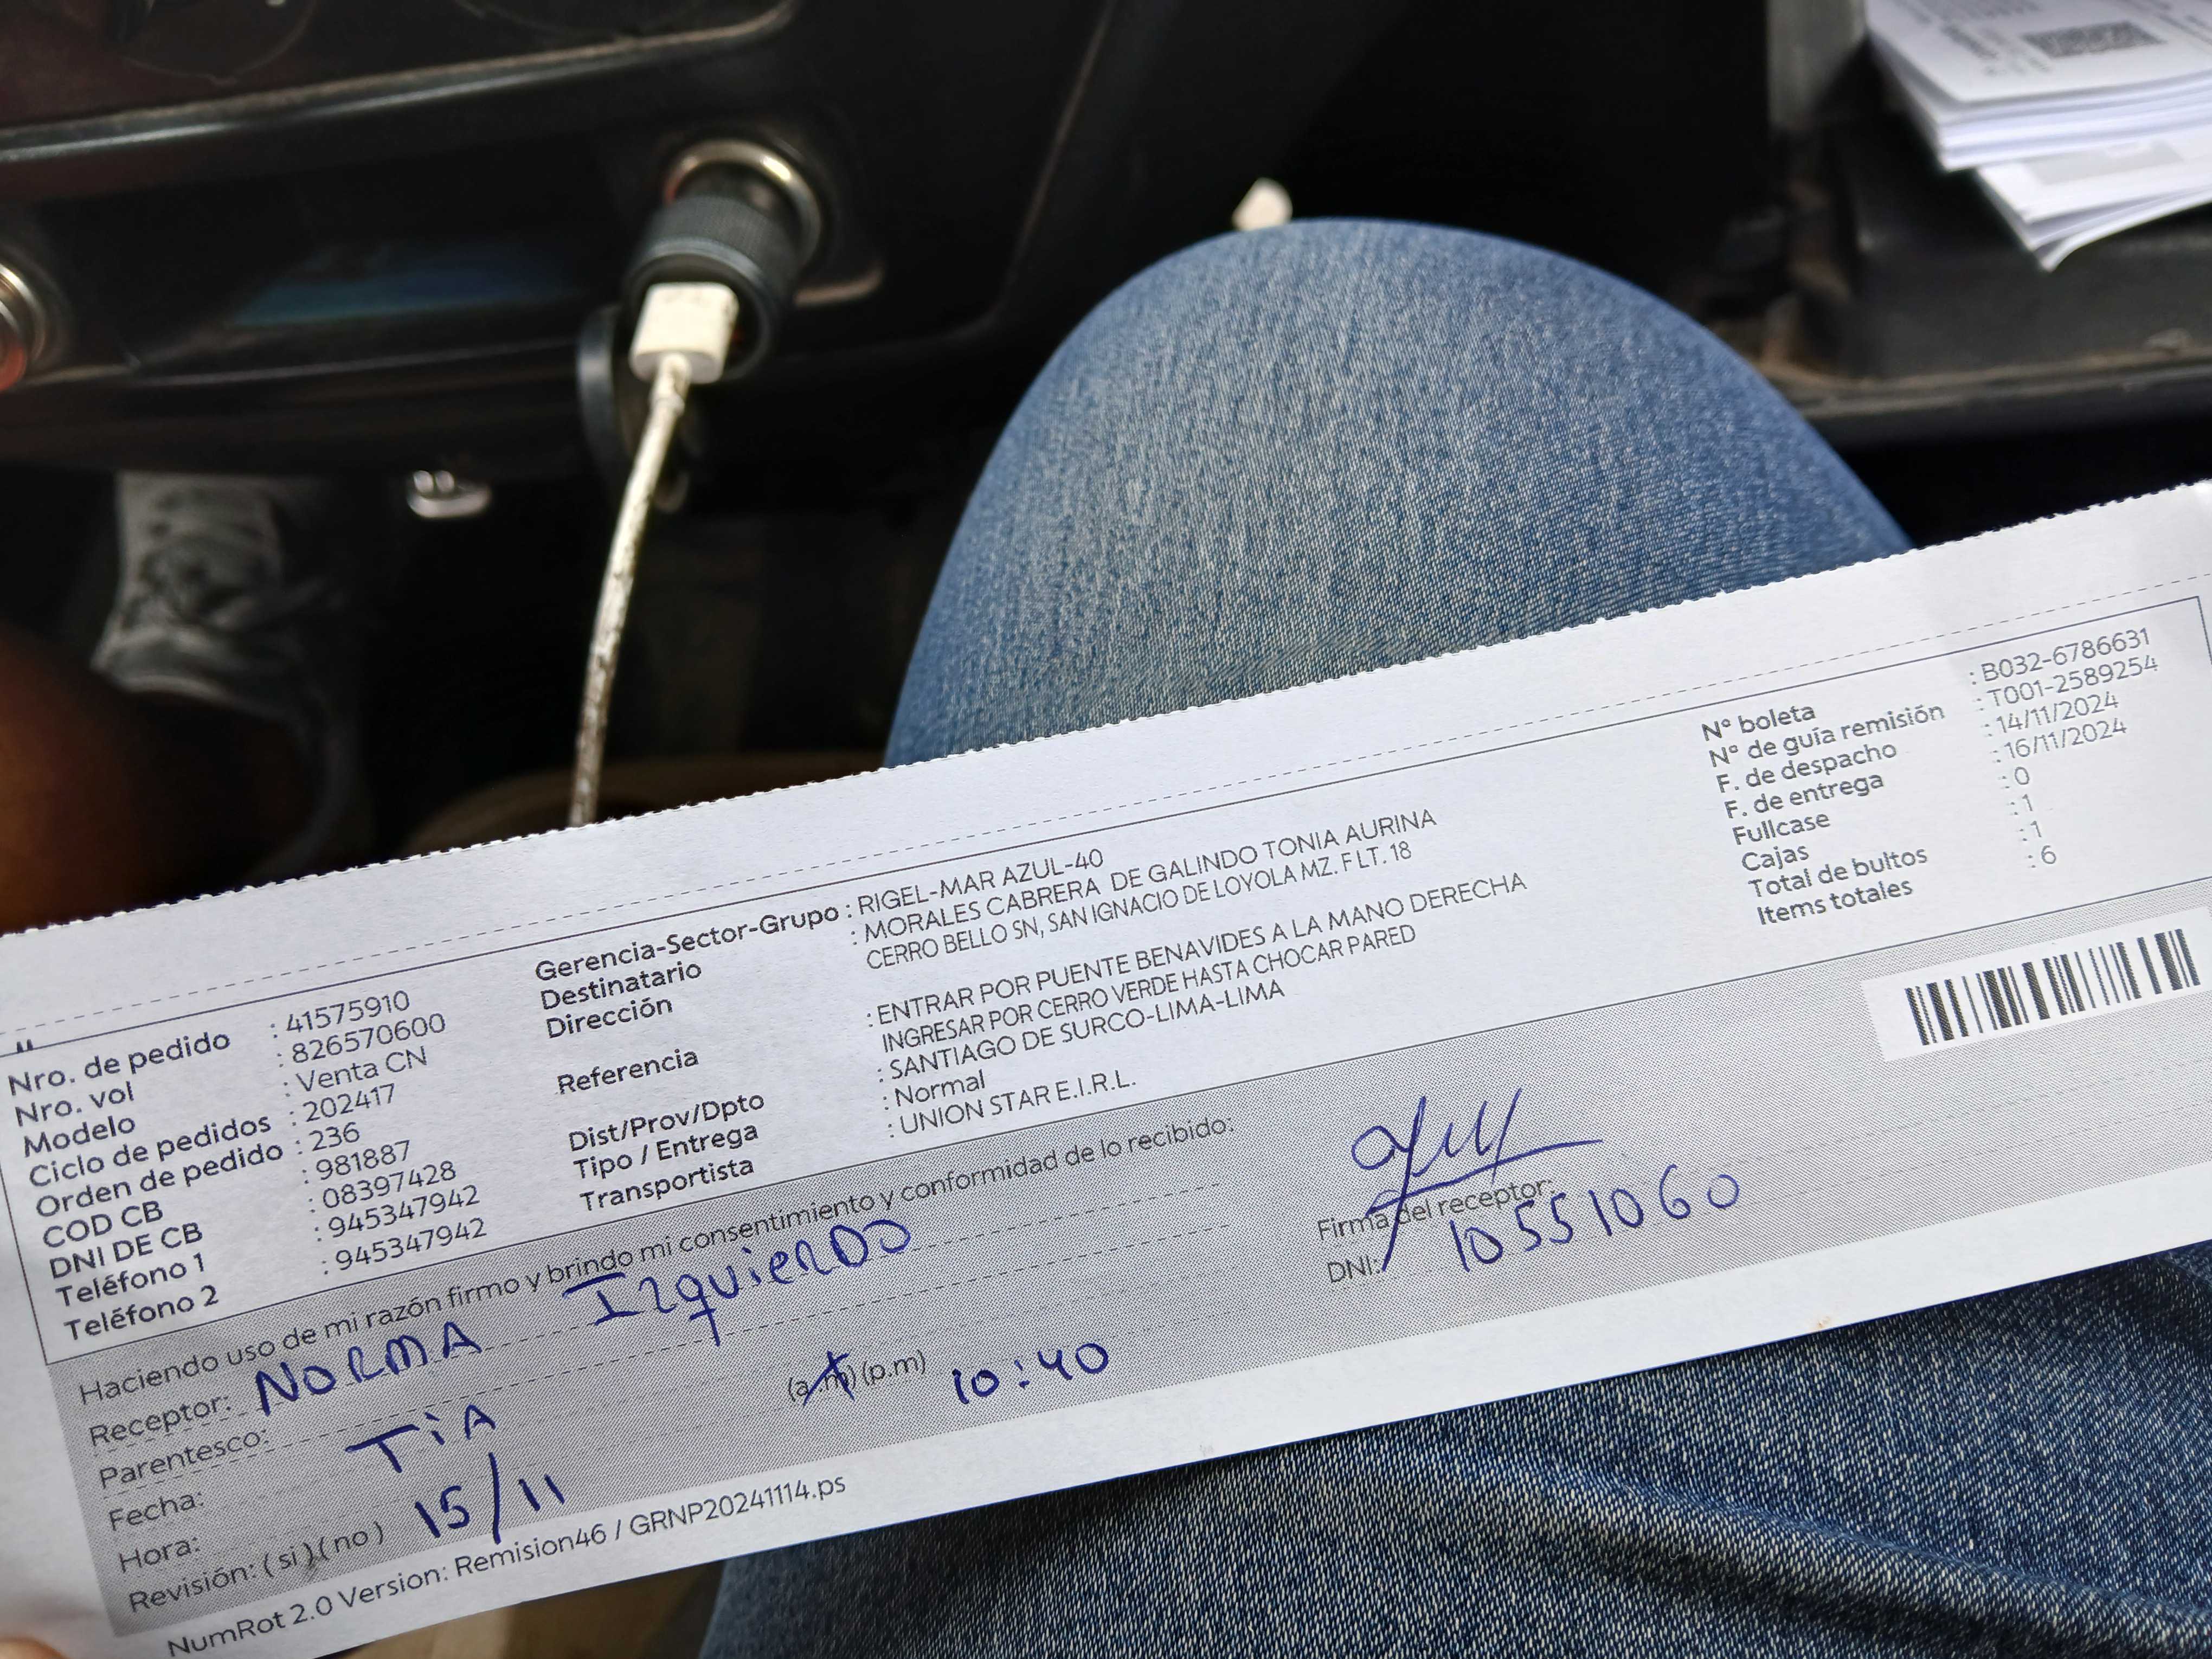 Nro. de pedido : 41575910
Nro. vol : 826570600
Modelo : Venta CN
Ciclo de pedidos : 202417
Orden de pedido : 236
COD CB : 981887
DNI DE CB : 08397428
Teléfono 1 : 945347942
Teléfono 2 : 945347942
Gerencia-Sector-Grupo : RIGEL-MAR AZUL-40
Destinatario : MORALES CABRERA DE GALINDO TONIA AURINA
Dirección CERRO BELLO SN, SAN IGNACIO DE LOYOLA MZ. F LT. 18
Referencia : ENTRAR POR PUENTE BENAVIDES A LA MANO DERECHA
INGRESAR POR CERRO VERDE HASTA CHOCAR PARED
Dist/Prov/Dpto : SANTIAGO DE SURCO-LIMA-LIMA
Tipo / Entrega : Normal
Transportista : UNION STAR E.I.R.L.
N° boleta : B032-6786631
N° de guía remisión : T001-2589254
F. de despacho : 14/11/2024
F. de entrega : 16/11/2024
Fullcase : 0
Cajas : 1
Total de bultos : 1
Items totales : 6
Haciendo uso de mi razón firmo y brindo mi consentimiento y conformidad de lo recibido:
Receptor: NORMA IzquieRDO
Parentesco: TiA
Fecha: 15/11
Hora: (a.m) (p.m) 10:40
Revisión: ( si ) ( no )
Firma del receptor:
DNI: 10551060
NumRot 2.0 Version: Remision46 / GRNP20241114.ps